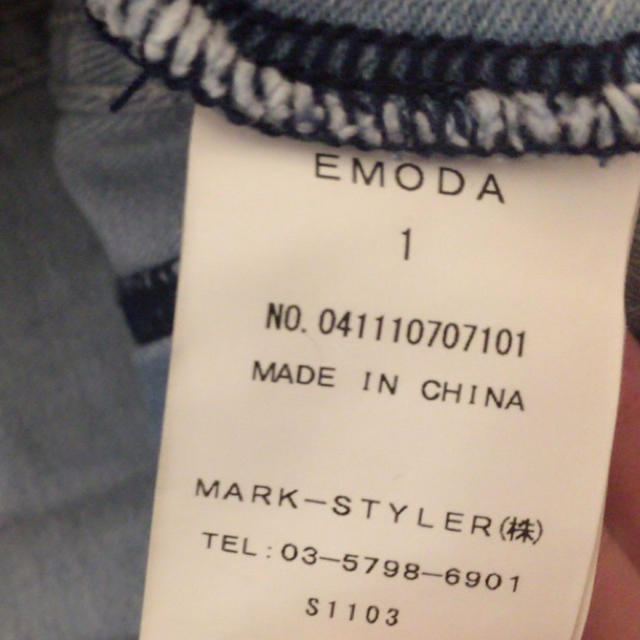 EMODA
1
NO. 041110707101
MADE IN CHINA
MARK-STYLER(株)
TEL:03-5798-6901
S1103